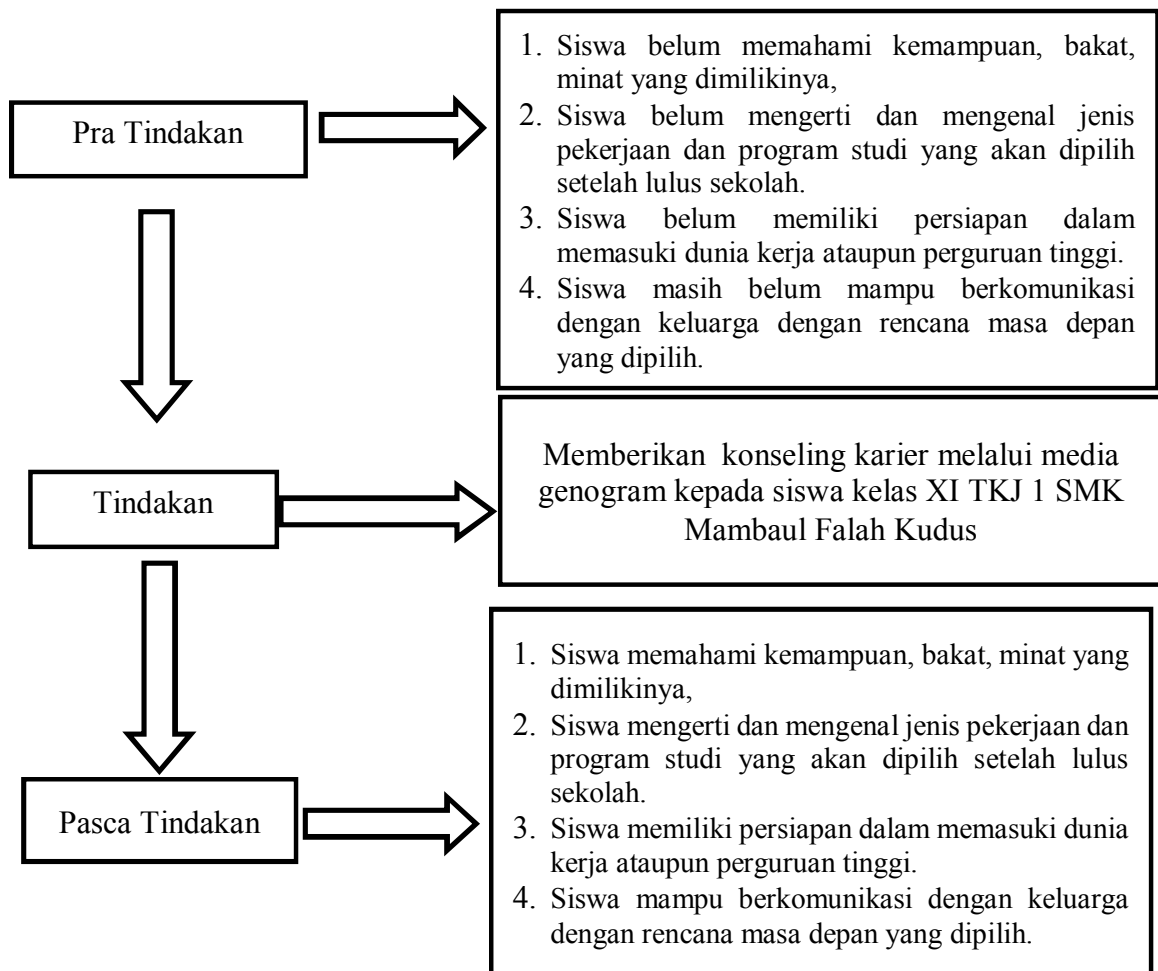 Pra Tindakan
1. Siswa belum memahami kemampuan, bakat,
minat yang dimilikinya,
2. Siswa belum mengerti dan mengenal jenis
pekerjaan dan program studi yang akan dipilih
setelah lulus sekolah.
3. Siswa belum memiliki persiapan dalam
memasuki dunia kerja ataupun perguruan tinggi.
4. Siswa masih belum mampu berkomunikasi
dengan keluarga dengan rencana masa depan
yang dipilih.
Tindakan
Memberikan konseling karier melalui media
genogram kepada siswa kelas XI TKJ 1 SMK
Mambaul Falah Kudus
Pasca Tindakan
1. Siswa memahami kemampuan, bakat, minat yang
dimilikinya,
2. Siswa mengerti dan mengenal jenis pekerjaan dan
program studi yang akan dipilih setelah lulus
sekolah.
3. Siswa memiliki persiapan dalam memasuki dunia
kerja ataupun perguruan tinggi.
4. Siswa mampu berkomunikasi dengan keluarga
dengan rencana masa depan yang dipilih.